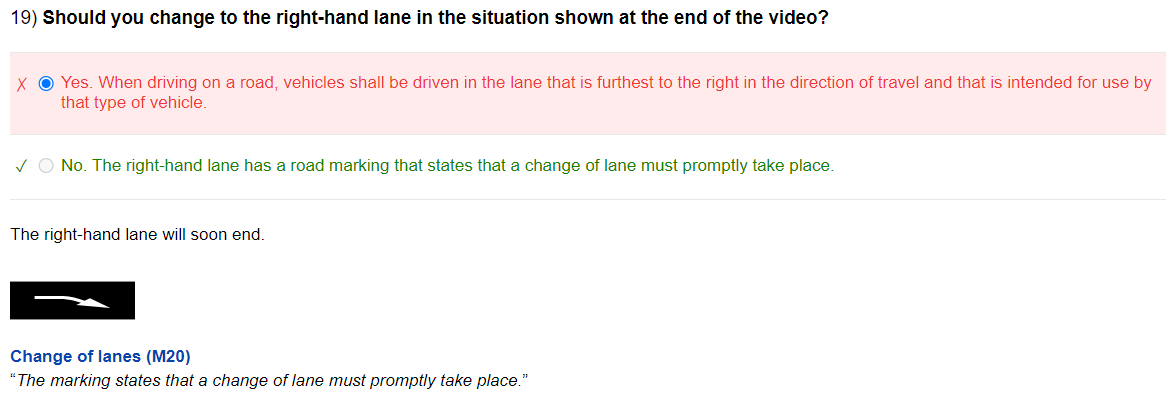 19) Should you change to the right-hand lane in the situation shown at the end of the video?
✗ Yes. When driving on a road, vehicles shall be driven in the lane that is furthest to the right in the direction of travel and that is intended for use by
that type of vehicle.
✓ No. The right-hand lane has a road marking that states that a change of lane must promptly take place.
The right-hand lane will soon end.
Change of lanes (M20)
“The marking states that a change of lane must promptly take place.”